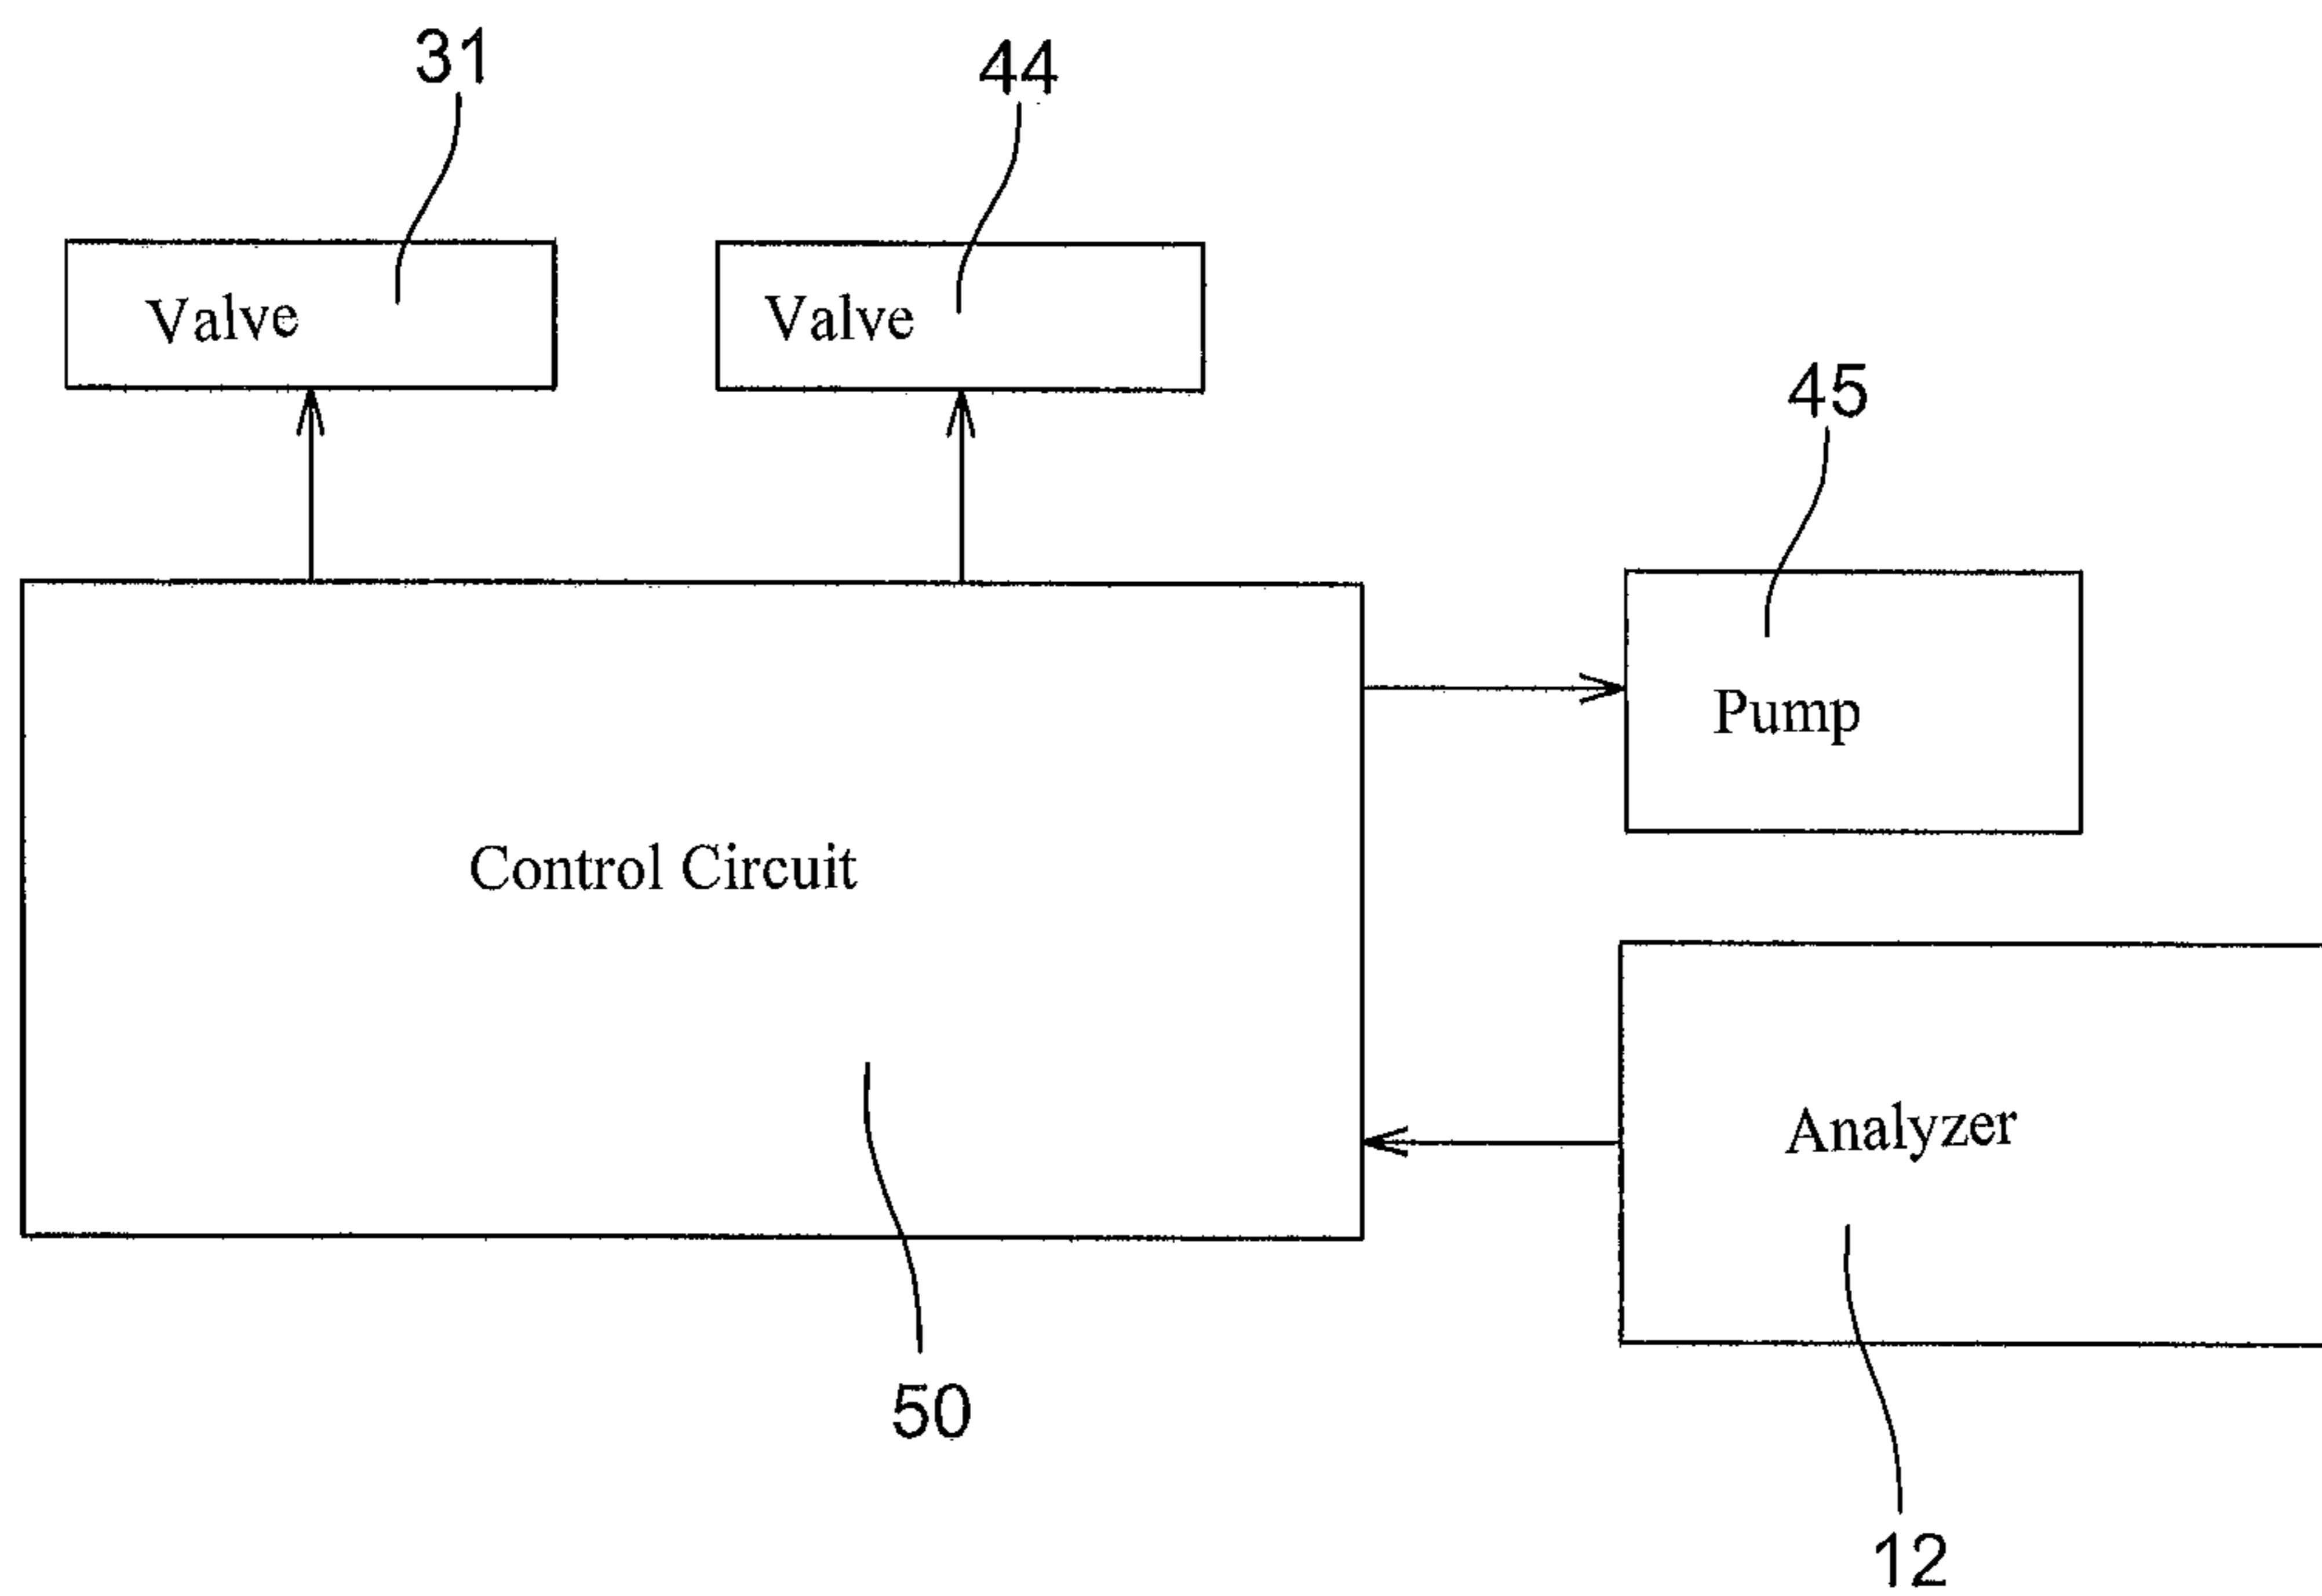 31
44
Valve
Valve
45
Pump
Control Circuit
Analyzer
50
12